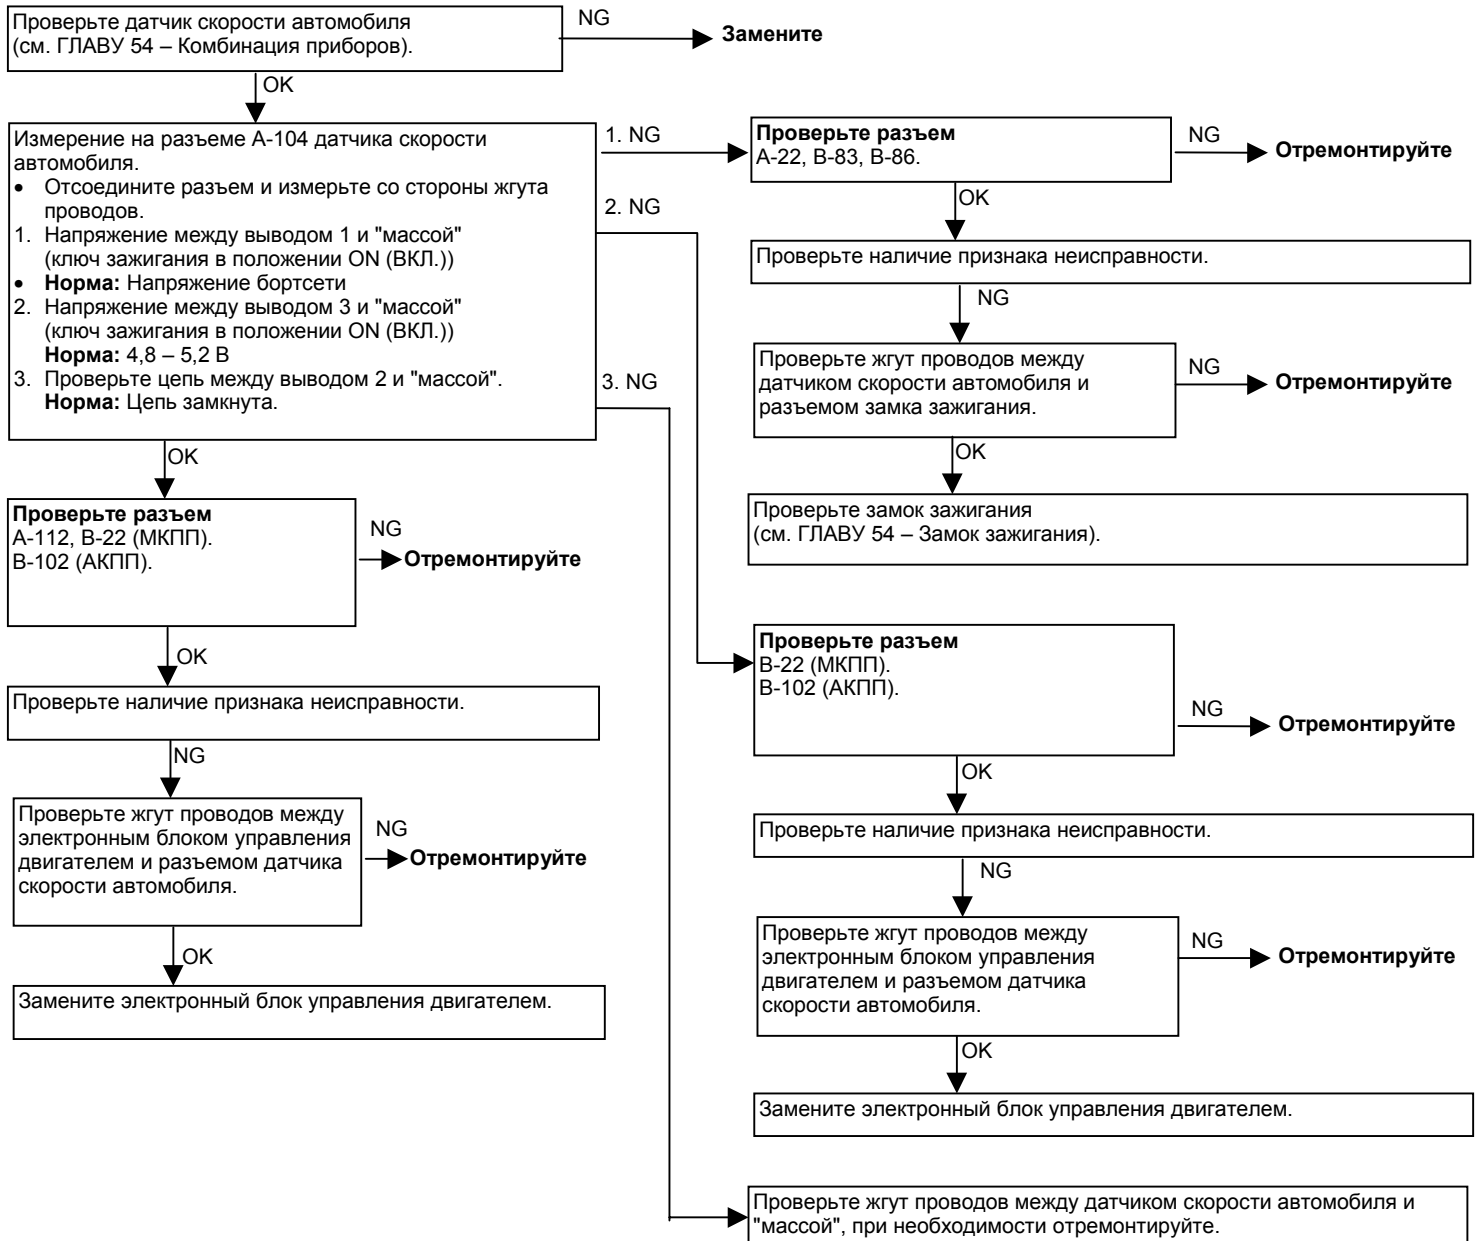 Проверьте датчик скорости автомобиля
(см. ГЛАВУ 54 – Комбинация приборов).
NG
Замените
OK
Измерение на разъеме А-104 датчика скорости
автомобиля.
• Отсоедините разъем и измерьте со стороны жгута
проводов.
1. Напряжение между выводом 1 и "массой"
(ключ зажигания в положении ON (ВКЛ.))
• Норма: Напряжение бортсети
2. Напряжение между выводом 3 и "массой"
(ключ зажигания в положении ON (ВКЛ.))
Норма: 4,8 – 5,2 В
3. Проверьте цепь между выводом 2 и "массой".
Норма: Цепь замкнута.
1. NG
2. NG
3. NG
OK
Проверьте разъем
А-112, В-22 (МКПП).
В-102 (АКПП).
NG
Отремонтируйте
OK
Проверьте наличие признака неисправности.
NG
Проверьте жгут проводов между
электронным блоком управления
двигателем и разъемом датчика
скорости автомобиля.
NG
Отремонтируйте
OK
Замените электронный блок управления двигателем.
Проверьте разъем
А-22, В-83, В-86.
NG
Отремонтируйте
OK
Проверьте наличие признака неисправности.
NG
Проверьте жгут проводов между
датчиком скорости автомобиля и
разъемом замка зажигания.
NG
Отремонтируйте
OK
Проверьте замок зажигания
(см. ГЛАВУ 54 – Замок зажигания).
Проверьте разъем
В-22 (МКПП).
В-102 (АКПП).
NG
Отремонтируйте
OK
Проверьте наличие признака неисправности.
NG
Проверьте жгут проводов между
электронным блоком управления
двигателем и разъемом датчика
скорости автомобиля.
NG
Отремонтируйте
OK
Замените электронный блок управления двигателем.
Проверьте жгут проводов между датчиком скорости автомобиля и
"массой", при необходимости отремонтируйте.